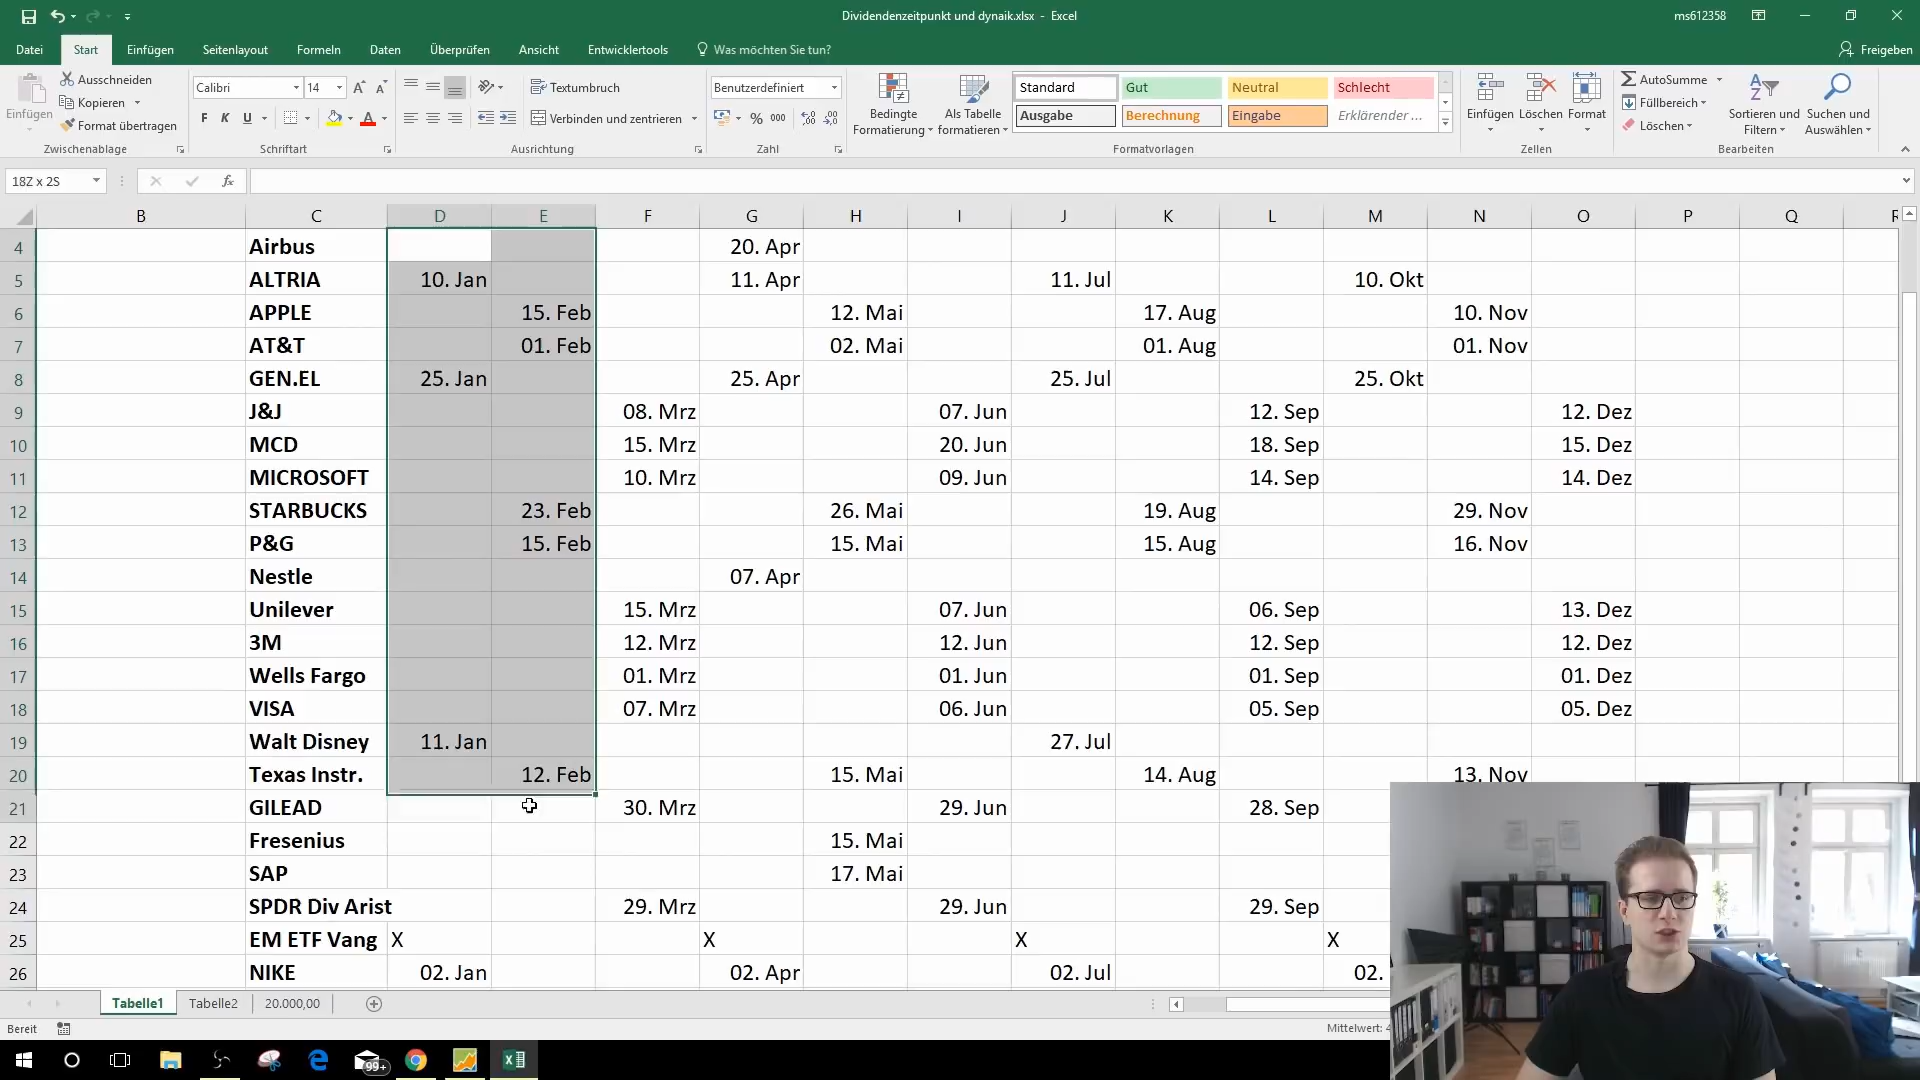 Dividendenzeitpunkt und dynaik.xlsx - Excel
ms612358
Datei Start Einfügen Seitenlayout Formeln Daten Überprüfen Ansicht Entwicklertools Was möchten Sie tun? Freigeben
Einfügen
Ausschneiden
Kopieren
Format übertragen
Calibri 14
F K U
Textumbruch
Verbinden und zentrieren
Benutzerdefiniert
% 000
Bedingte Formatierung
Als Tabelle formatieren
Standard Gut Neutral Schlecht
Ausgabe Berechnung Eingabe Erklärender ...
Einfügen Löschen Format
AutoSumme
Füllbereich
Löschen
Sortieren und Filtern
Suchen und Auswählen
Zwischenablage Schriftart Ausrichtung Zahl Formatvorlagen Zellen Bearbeiten
18Z x 2S fx
B C D E F G H I J K L M N O P Q R
4 Airbus 20. Apr
5 ALTRIA 10. Jan 11. Apr 11. Jul 10. Okt
6 APPLE 15. Feb 12. Mai 17. Aug 10. Nov
7 AT&T 01. Feb 02. Mai 01. Aug 01. Nov
8 GEN.EL 25. Jan 25. Apr 25. Jul 25. Okt
9 J&J 08. Mrz 07. Jun 12. Sep 12. Dez
10 MCD 15. Mrz 20. Jun 18. Sep 15. Dez
11 MICROSOFT 10. Mrz 09. Jun 14. Sep 14. Dez
12 STARBUCKS 23. Feb 26. Mai 19. Aug 29. Nov
13 P&G 15. Feb 15. Mai 15. Aug 16. Nov
14 Nestle 07. Apr
15 Unilever 15. Mrz 07. Jun 06. Sep 13. Dez
16 3M 12. Mrz 12. Jun 12. Sep 12. Dez
17 Wells Fargo 01. Mrz 01. Jun 01. Sep 01. Dez
18 VISA 07. Mrz 06. Jun 05. Sep 05. Dez
19 Walt Disney 11. Jan 27. Jul
20 Texas Instr. 12. Feb 15. Mai 14. Aug 13. Nov
21 GILEAD 30. Mrz 29. Jun 28. Sep
22 Fresenius 15. Mai
23 SAP 17. Mai
24 SPDR Div Arist 29. Mrz 29. Jun 29. Sep
25 EM ETF Vang X X X X
26 NIKE 02. Jan 02. Apr 02. Jul 02.
Tabelle1 Tabelle2 20.000,00
Bereit
Mittelwert: 4
99+